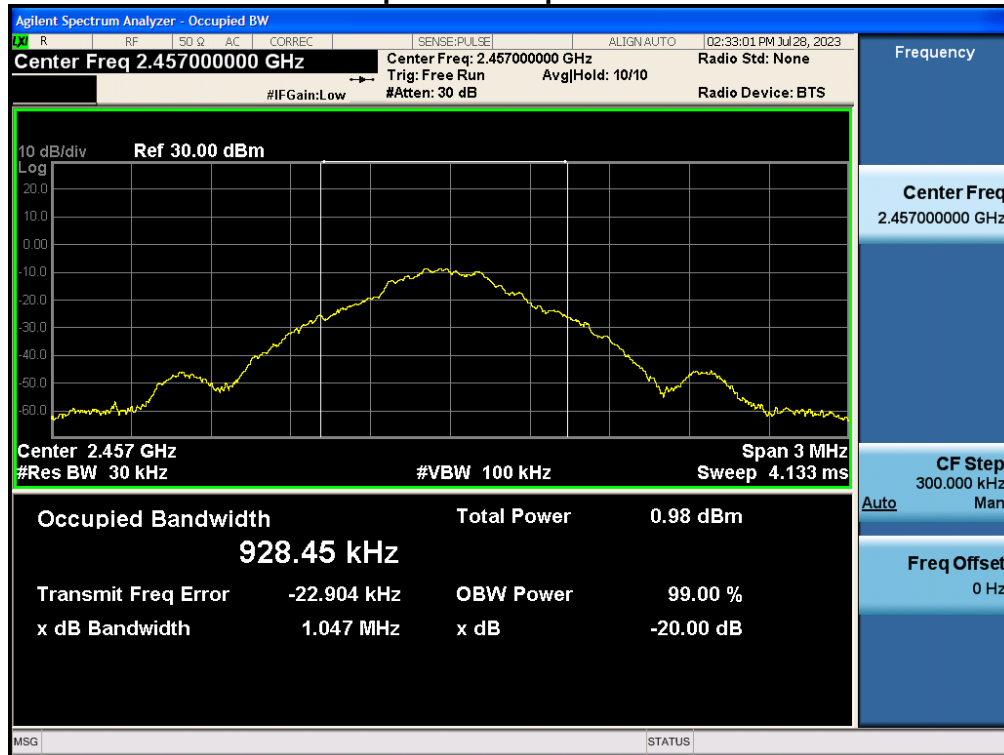 Agilent Spectrum Analyzer - Occupied BW
LXI R RF 50 Ω AC CORREC SENSE:PULSE ALIGN AUTO 02:33:01 PM Jul 28, 2023
Center Freq 2.457000000 GHz
Center Freq: 2.457000000 GHz Radio Std: None
Trig: Free Run Avg|Hold: 10/10
#IFGain:Low #Atten: 30 dB Radio Device: BTS
10 dB/div Ref 30.00 dBm
Log
20.0
10.0
0.00
-10.0
-20.0
-30.0
-40.0
-50.0
-60.0
Center 2.457 GHz Span 3 MHz
#Res BW 30 kHz #VBW 100 kHz Sweep 4.133 ms
Occupied Bandwidth Total Power 0.98 dBm
928.45 kHz
Transmit Freq Error -22.904 kHz OBW Power 99.00 %
x dB Bandwidth 1.047 MHz x dB -20.00 dB
MSG STATUS
Frequency
Center Freq
2.457000000 GHz
CF Step
300.000 kHz
Auto Man
Freq Offset
0 Hz